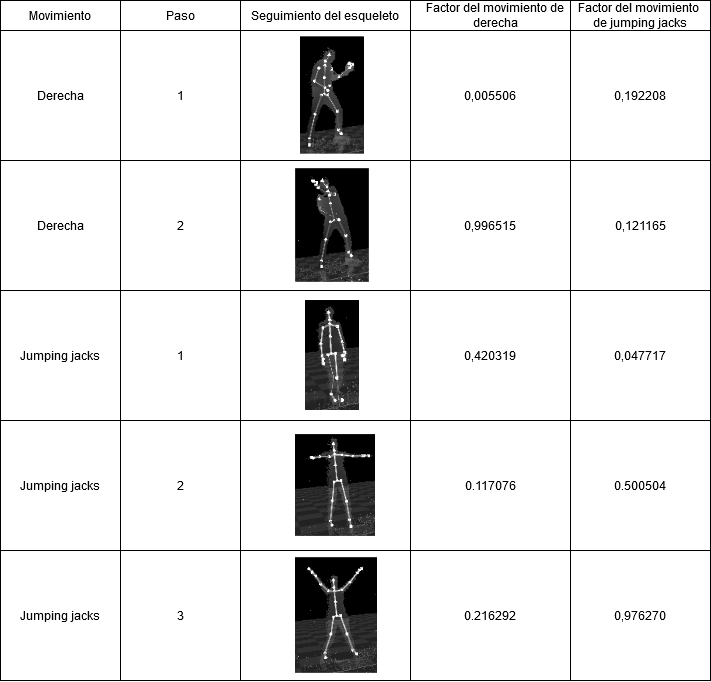 Movimiento Paso Seguimiento del esqueleto Factor del movimiento de derecha Factor del movimiento de jumping jacks
Derecha 1 0,005506 0,192208
Derecha 2 0,996515 0,121165
Jumping jacks 1 0,420319 0,047717
Jumping jacks 2 0.117076 0.500504
Jumping jacks 3 0.216292 0,976270